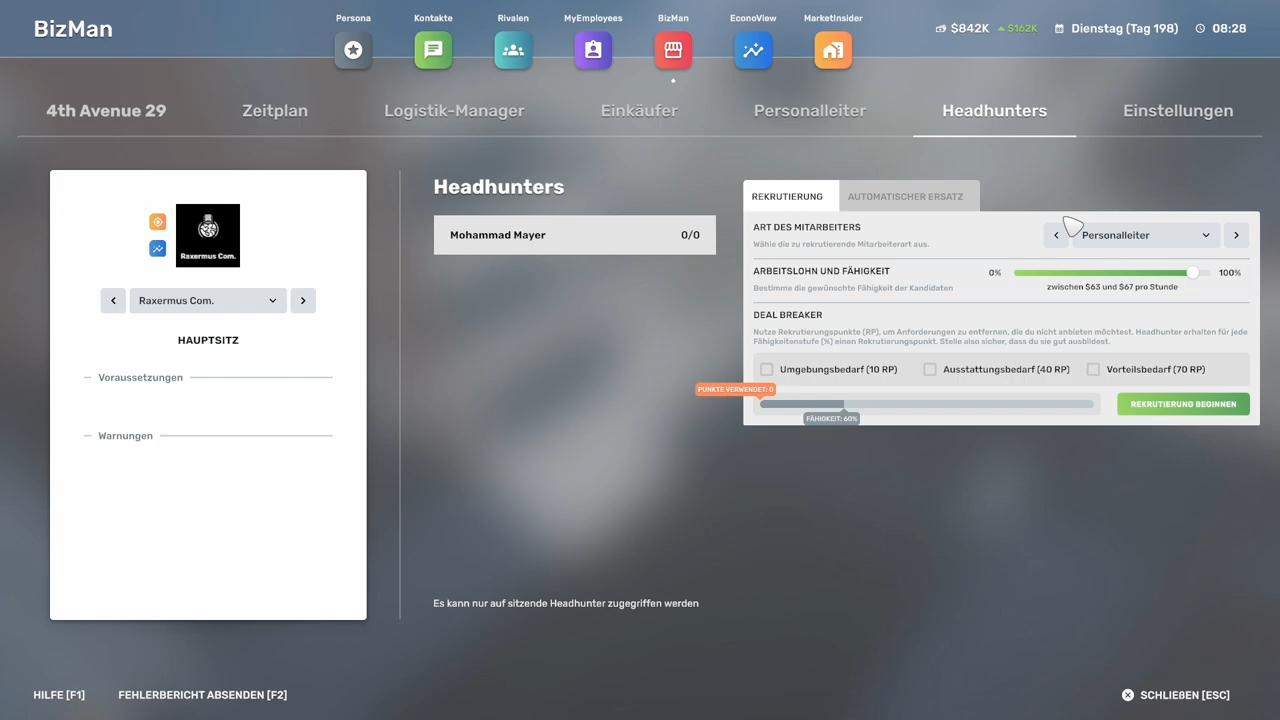 BizMan
Persona
Kontakte
Rivalen
MyEmployees
BizMan
EconoView
MarketInsider
$842K
$162K
Dienstag (Tag 198)
08:28
4th Avenue 29
Zeitplan
Logistik-Manager
Einkäufer
Personalleiter
Headhunters
Einstellungen
Raxermus Com.
Raxermus Com.
HAUPTSITZ
Voraussetzungen
Warnungen
Headhunters
Mohammad Mayer 0/0
Es kann nur auf sitzende Headhunter zugegriffen werden
REKRUTIERUNG
AUTOMATISCHER ERSATZ
ART DES MITARBEITERS
Wähle die zu rekrutierende Mitarbeiterart aus.
Personalleiter
ARBEITSLOHN UND FÄHIGKEIT
Bestimme die gewünschte Fähigkeit der Kandidaten
0%
100%
zwischen $63 und $67 pro Stunde
DEAL BREAKER
Nutze Rekrutierungspunkte (RP), um Anforderungen zu entfernen, die du nicht anbieten möchtest. Headhunter erhalten für jede
Fähigkeitenstufe (%) einen Rekrutierungspunkt. Stelle also sicher, dass du sie gut ausbildest.
Umgebungsbedarf (10 RP)
Ausstattungsbedarf (40 RP)
Vorteilsbedarf (70 RP)
PUNKTE VERWENDET: 0
FÄHIGKEIT: 60%
REKRUTIERUNG BEGINNEN
HILFE [F1]
FEHLERBERICHT ABSENDEN [F2]
SCHLIEßEN [ESC]